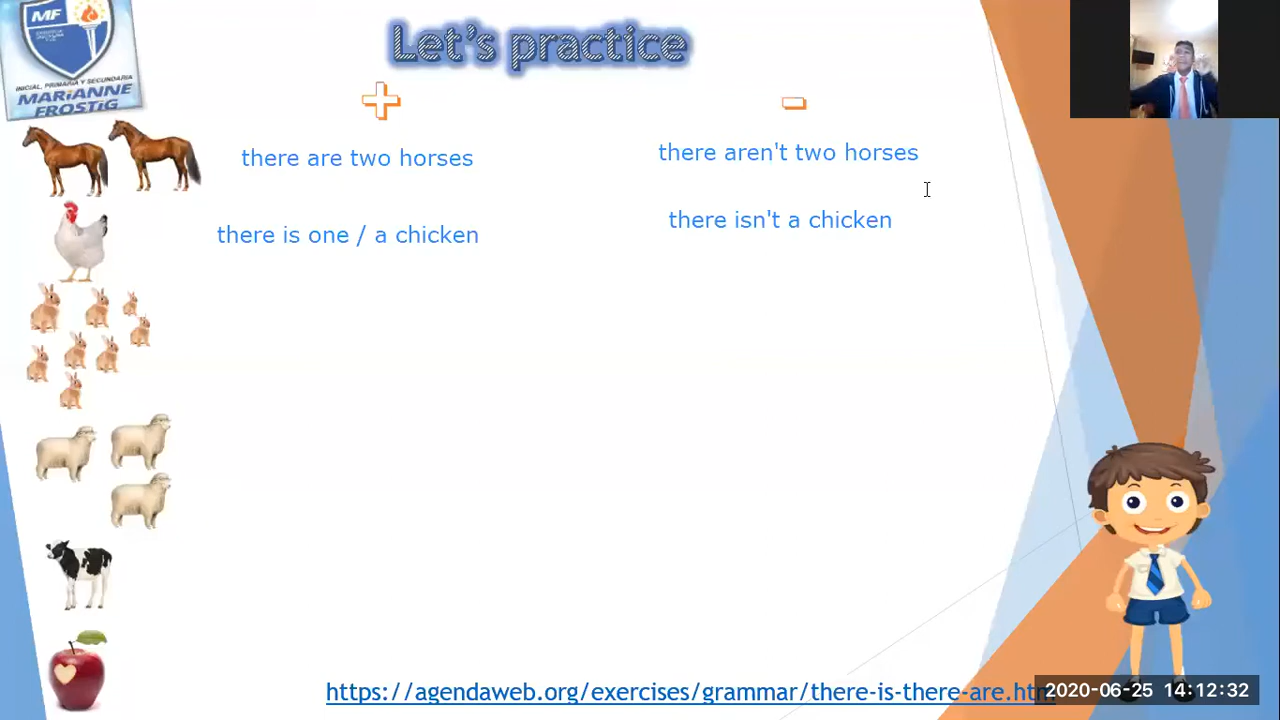 MF
INICIAL, PRIMARIA Y SECUNDARIA
MARIANNE
FROSTIG
Let's practice
+
-
there are two horses
there aren't two horses
there is one / a chicken
there isn't a chicken
https://agendaweb.org/exercises/grammar/there-is-there-are.htm
2020-06-25 14:12:32